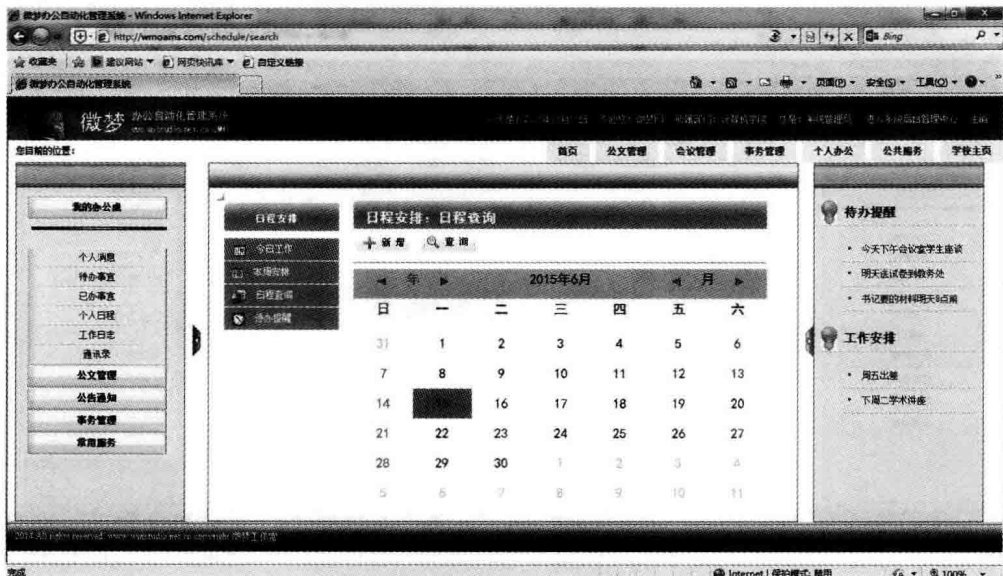 微梦办公自动化管理系统 - Windows Internet Explorer
http://wmoams.com/schedule/search
Bing
收藏夹 建议网站 网页快讯库 自定义链接
微梦办公自动化管理系统
页面(P) 安全(S) 工具(O)
微梦 办公自动化管理系统
您目前的位置：
首页 公文管理 会议管理 事务管理 个人办公 公共服务 学校主页
我的办公桌
个人消息
待办事宜
已办事宜
个人日程
工作日志
通讯录
公文管理
公告通知
事务管理
常用服务
日程安排
今日工作
本周安排
日程查询
待办提醒
日程安排：日程查询
新增 查询
年 2015年6月 月
日 一 二 三 四 五 六
31 1 2 3 4 5 6
7 8 9 10 11 12 13
14 16 17 18 19 20
21 22 23 24 25 26 27
28 29 30 1 2 3 4
5 6 7 8 9 10 11
待办提醒
今天下午会议室学生座谈
明天送试卷到教务处
书记要的材料明天8点前
工作安排
周五出差
下周二学术讲座
完成
Internet | 保护模式: 禁用
100%